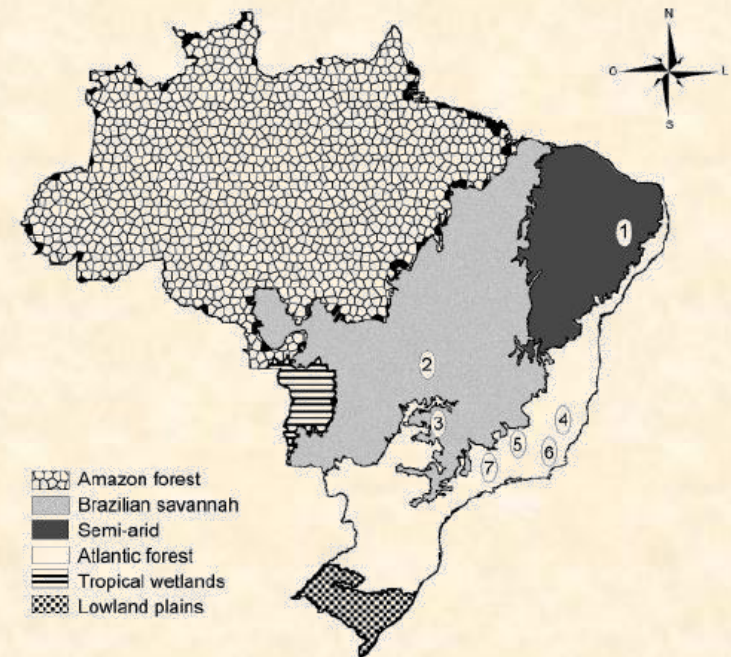 N
O L
S
1
2
3
4
5
6
7
Amazon forest
Brazilian savannah
Semi-arid
Atlantic forest
Tropical wetlands
Lowland plains